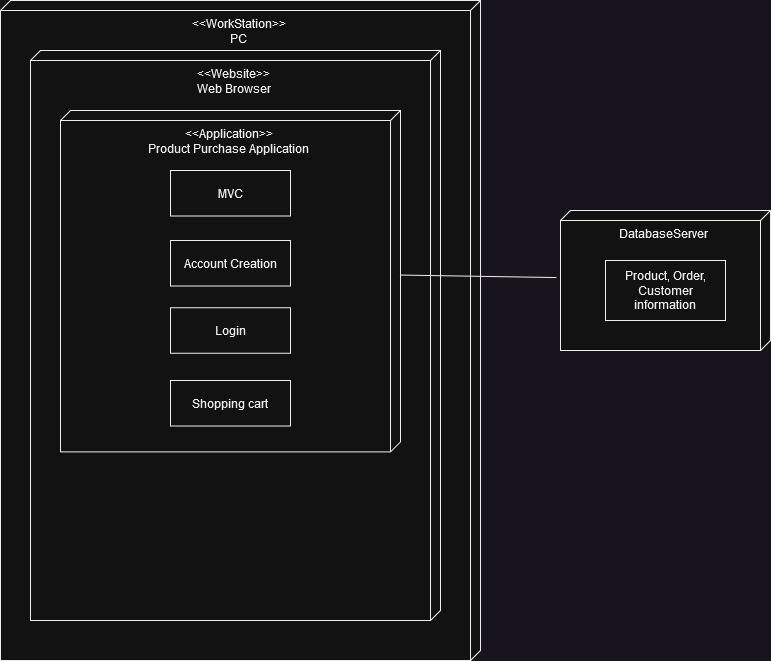 <<WorkStation>>
PC
<<Website>>
Web Browser
<<Application>>
Product Purchase Application
MVC
Account Creation
Login
Shopping cart
DatabaseServer
Product, Order,
Customer
information